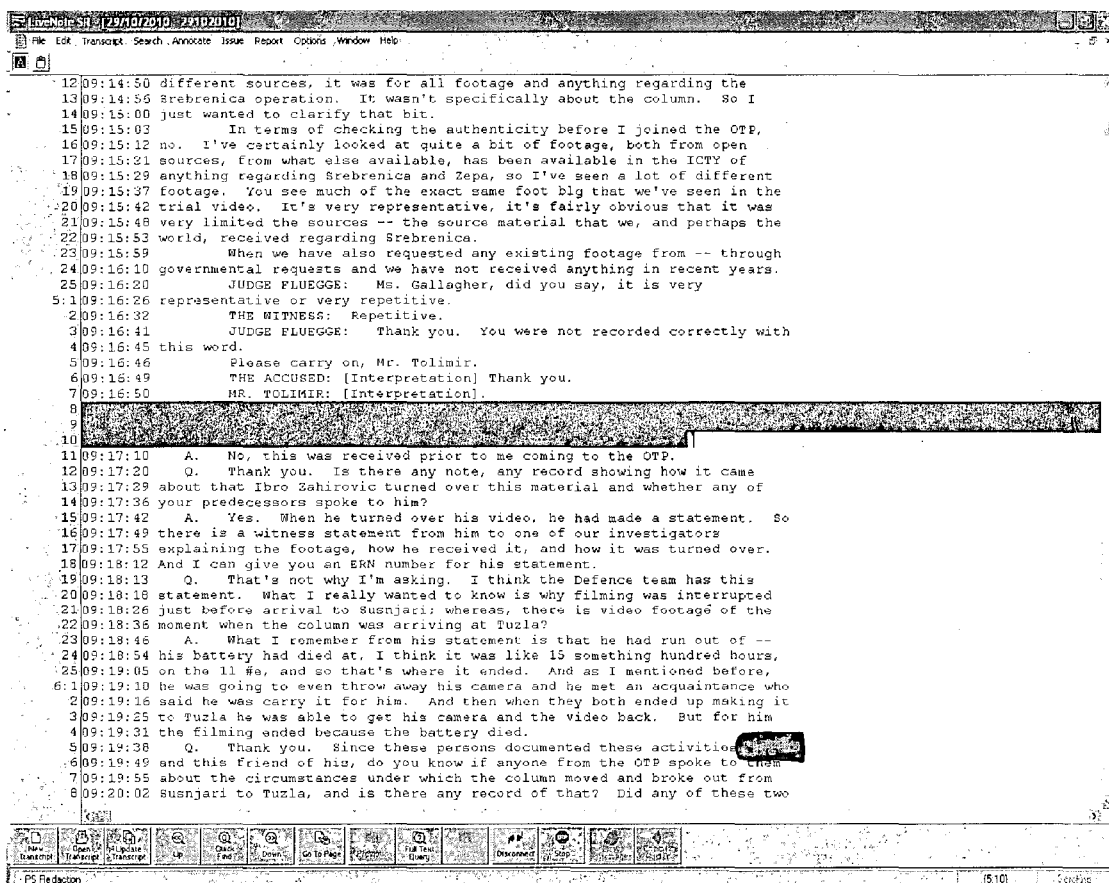 LiveNote SR - [29/10/2010 - 29102010]
File Edit Transcript Search Annotate Issue Report Options Window Help
12 09:14:50 different sources, it was for all footage and anything regarding the
13 09:14:56 Srebrenica operation. It wasn't specifically about the column. So I
14 09:15:00 just wanted to clarify that bit.
15 09:15:03 In terms of checking the authenticity before I joined the OTP,
16 09:15:12 no. I've certainly looked at quite a bit of footage, both from open
17 09:15:21 sources, from what else available, has been available in the ICTY of
18 09:15:29 anything regarding Srebrenica and Zepa, so I've seen a lot of different
19 09:15:37 footage. You see much of the exact same foot blg that we've seen in the
20 09:15:42 trial video. It's very representative, it's fairly obvious that it was
21 09:15:48 very limited the sources -- the source material that we, and perhaps the
22 09:15:53 world, received regarding Srebrenica.
23 09:15:59 When we have also requested any existing footage from -- through
24 09:16:10 governmental requests and we have not received anything in recent years.
25 09:16:20 JUDGE FLUEGGE: Ms. Gallagher, did you say, it is very
5:1 09:16:26 representative or very repetitive.
2 09:16:32 THE WITNESS: Repetitive.
3 09:16:41 JUDGE FLUEGGE: Thank you. You were not recorded correctly with
4 09:16:45 this word.
5 09:16:46 Please carry on, Mr. Tolimir.
6 09:16:49 THE ACCUSED: [Interpretation] Thank you.
7 09:16:50 MR. TOLIMIR: [Interpretation].
8
9
10
11 09:17:10 A. No, this was received prior to me coming to the OTP.
12 09:17:20 Q. Thank you. Is there any note, any record showing how it came
13 09:17:29 about that Ibro Zahirovic turned over this material and whether any of
14 09:17:36 your predecessors spoke to him?
15 09:17:42 A. Yes. When he turned over his video, he had made a statement. So
16 09:17:49 there is a witness statement from him to one of our investigators
17 09:17:55 explaining the footage, how he received it, and how it was turned over.
18 09:18:12 And I can give you an ERN number for his statement.
19 09:18:13 Q. That's not why I'm asking. I think the Defence team has this
20 09:18:18 statement. What I really wanted to know is why filming was interrupted
21 09:18:26 just before arrival to Susnjari; whereas, there is video footage of the
22 09:18:36 moment when the column was arriving at Tuzla?
23 09:18:46 A. What I remember from his statement is that he had run out of --
24 09:18:54 his battery had died at, I think it was like 15 something hundred hours,
25 09:19:05 on the 11 #e, and so that's where it ended. And as I mentioned before,
6:1 09:19:10 he was going to even throw away his camera and he met an acquaintance who
2 09:19:16 said he was carry it for him. And then when they both ended up making it
3 09:19:25 to Tuzla he was able to get his camera and the video back. But for him
4 09:19:31 the filming ended because the battery died.
5 09:19:38 Q. Thank you. Since these persons documented these activities
6 09:19:49 and this friend of his, do you know if anyone from the OTP spoke to them
7 09:19:55 about the circumstances under which the column moved and broke out from
8 09:20:02 Susnjari to Tuzla, and is there any record of that? Did any of these two
New Transcript Open Transcript Update Transcript Up Quick Find Down Go To Page Full Text Query Disconnect Stop
PS Redaction (5:10)